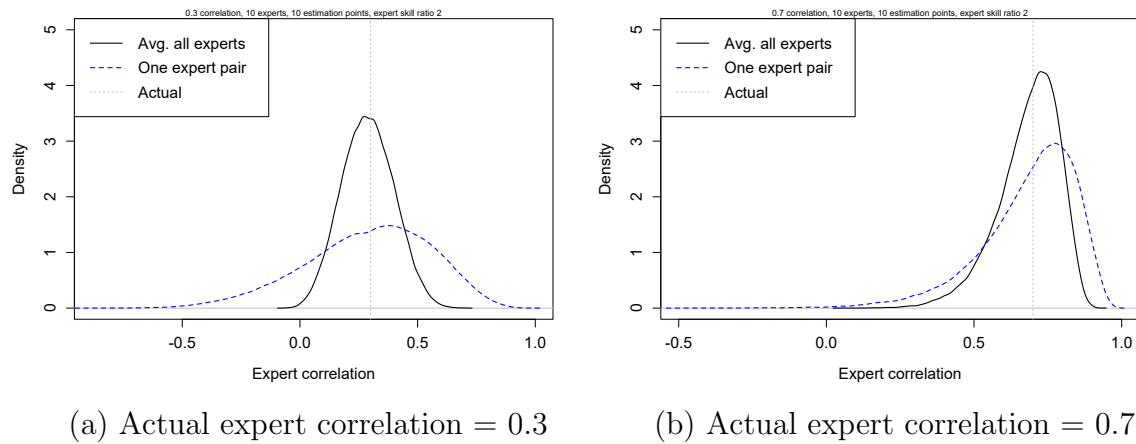 0.3 correlation, 10 experts, 10 estimation points, expert skill ratio 2
Avg. all experts
One expert pair
Actual
Density
0
1
2
3
4
5
-0.5
0.0
0.5
1.0
Expert correlation
(a) Actual expert correlation = 0.3
0.7 correlation, 10 experts, 10 estimation points, expert skill ratio 2
Avg. all experts
One expert pair
Actual
Density
0
1
2
3
4
5
-0.5
0.0
0.5
1.0
Expert correlation
(b) Actual expert correlation = 0.7